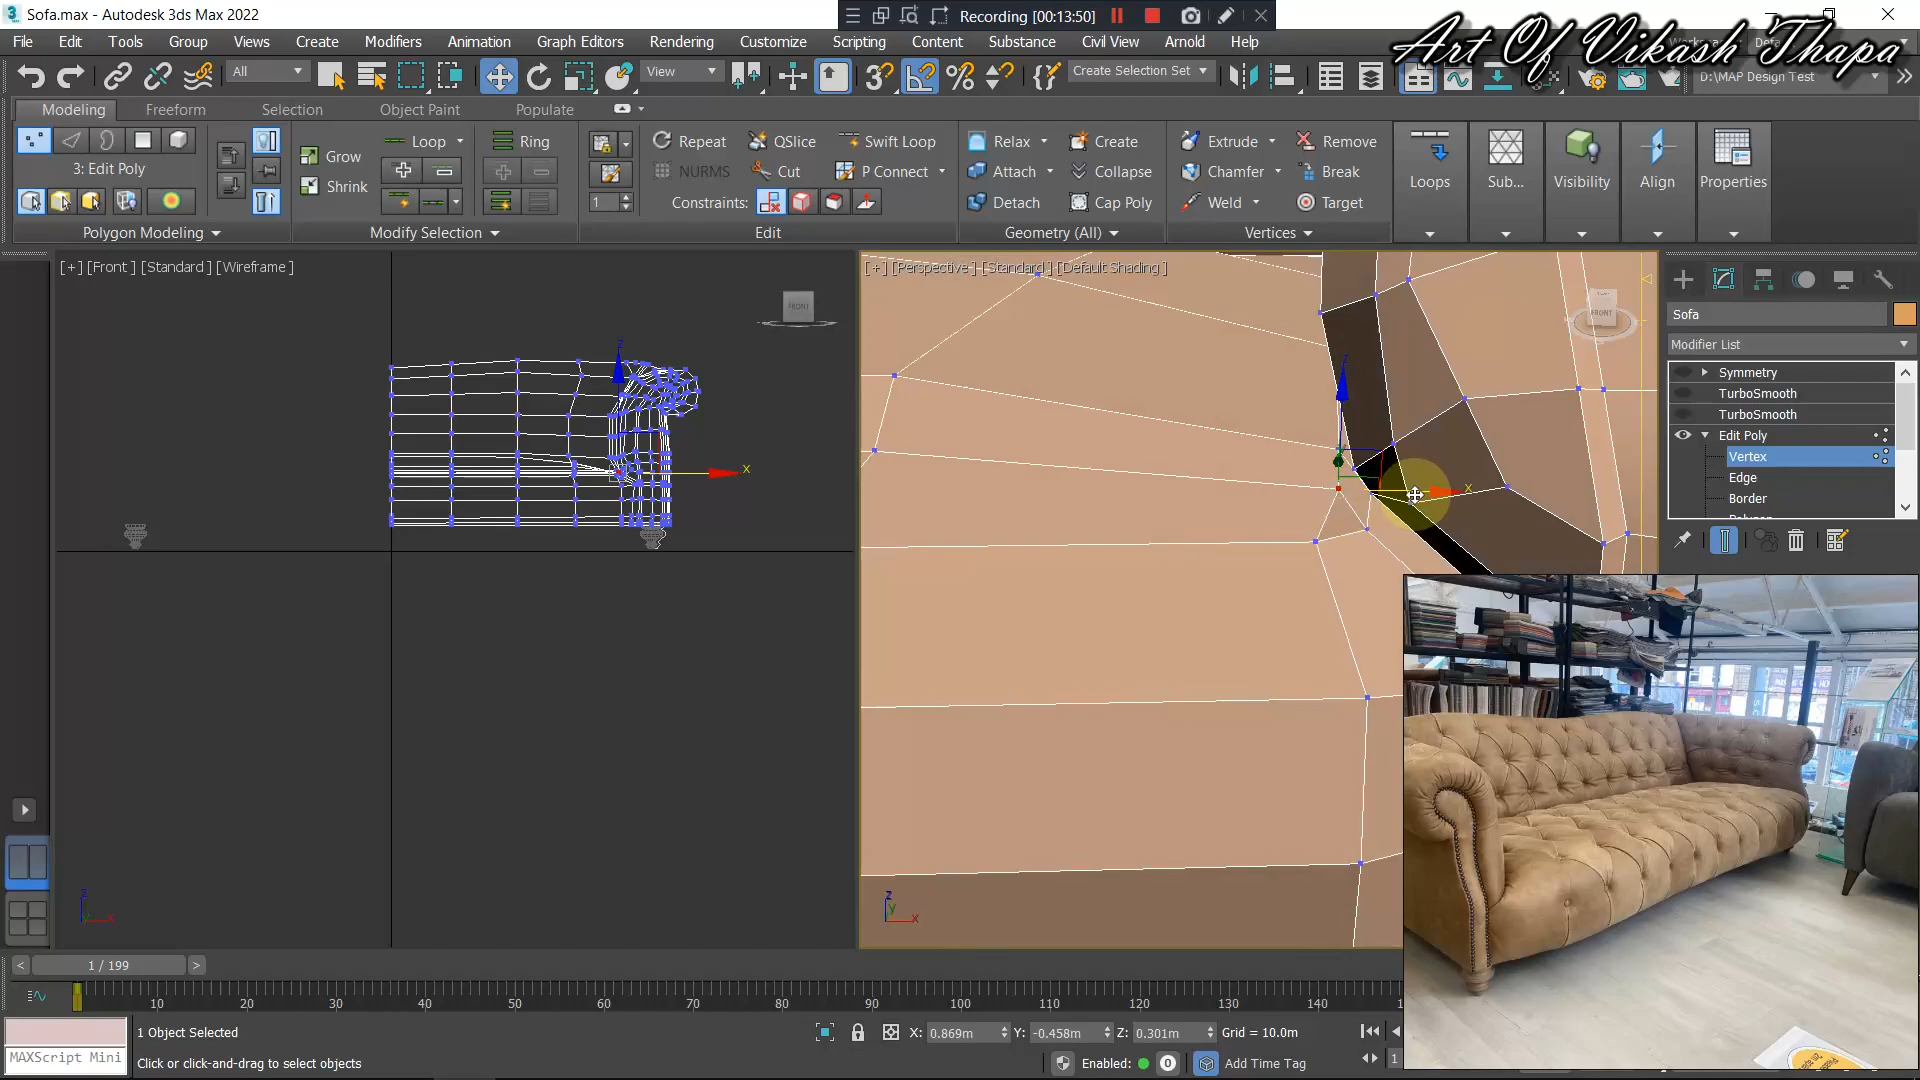 Sofa.max - Autodesk 3ds Max 2022
Recording [00:13:50]
Art Of Vikash Thapa
File Edit Tools Group Views Create Modifiers Animation Graph Editors Rendering Customize Scripting Content Substance Civil View Arnold Help
All
View
Create Selection Set
D:\MAP Design Test
Modeling Freeform Selection Object Paint Populate
Loop Ring Repeat QSlice Swift Loop Relax Create Extrude Remove
3: Edit Poly Grow NURMS Cut P Connect Attach Collapse Chamfer Break
Shrink 1 Constraints: Detach Cap Poly Weld Target
Loops Sub... Visibility Align Properties
Polygon Modeling Modify Selection Edit Geometry (All) Vertices
[+] [Front ] [Standard ] [Wireframe ]
FRONT
[+] [Perspective ] [Standard ] [Default Shading ]
FRONT
Sofa
Modifier List
Symmetry
TurboSmooth
TurboSmooth
Edit Poly
Vertex
Edge
Border
z
x
z
x
z
x
z
y
x
< 1 / 199 >
10 20 30 40 50 60 70 80 90 100 110 120 130 140
1 Object Selected X: 0.869m Y: -0.458m Z: 0.301m Grid = 10.0m
MAXScript Mini Click or click-and-drag to select objects Enabled: 0 Add Time Tag 1